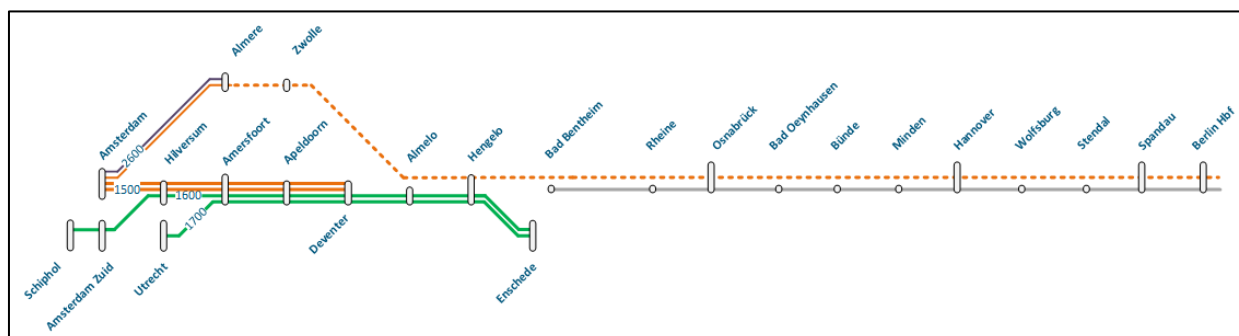 Almere
Zwolle
Amsterdam
Hilversum
Amersfoort
Apeldoorn
Almelo
Hengelo
Bad Bentheim
Rheine
Osnabrück
Bad Oeynhausen
Bünde
Minden
Hannover
Wolfsburg
Stendal
Spandau
Berlin Hbf
2600
1500
1600
1700
Schiphol
Amsterdam Zuid
Utrecht
Deventer
Enschede